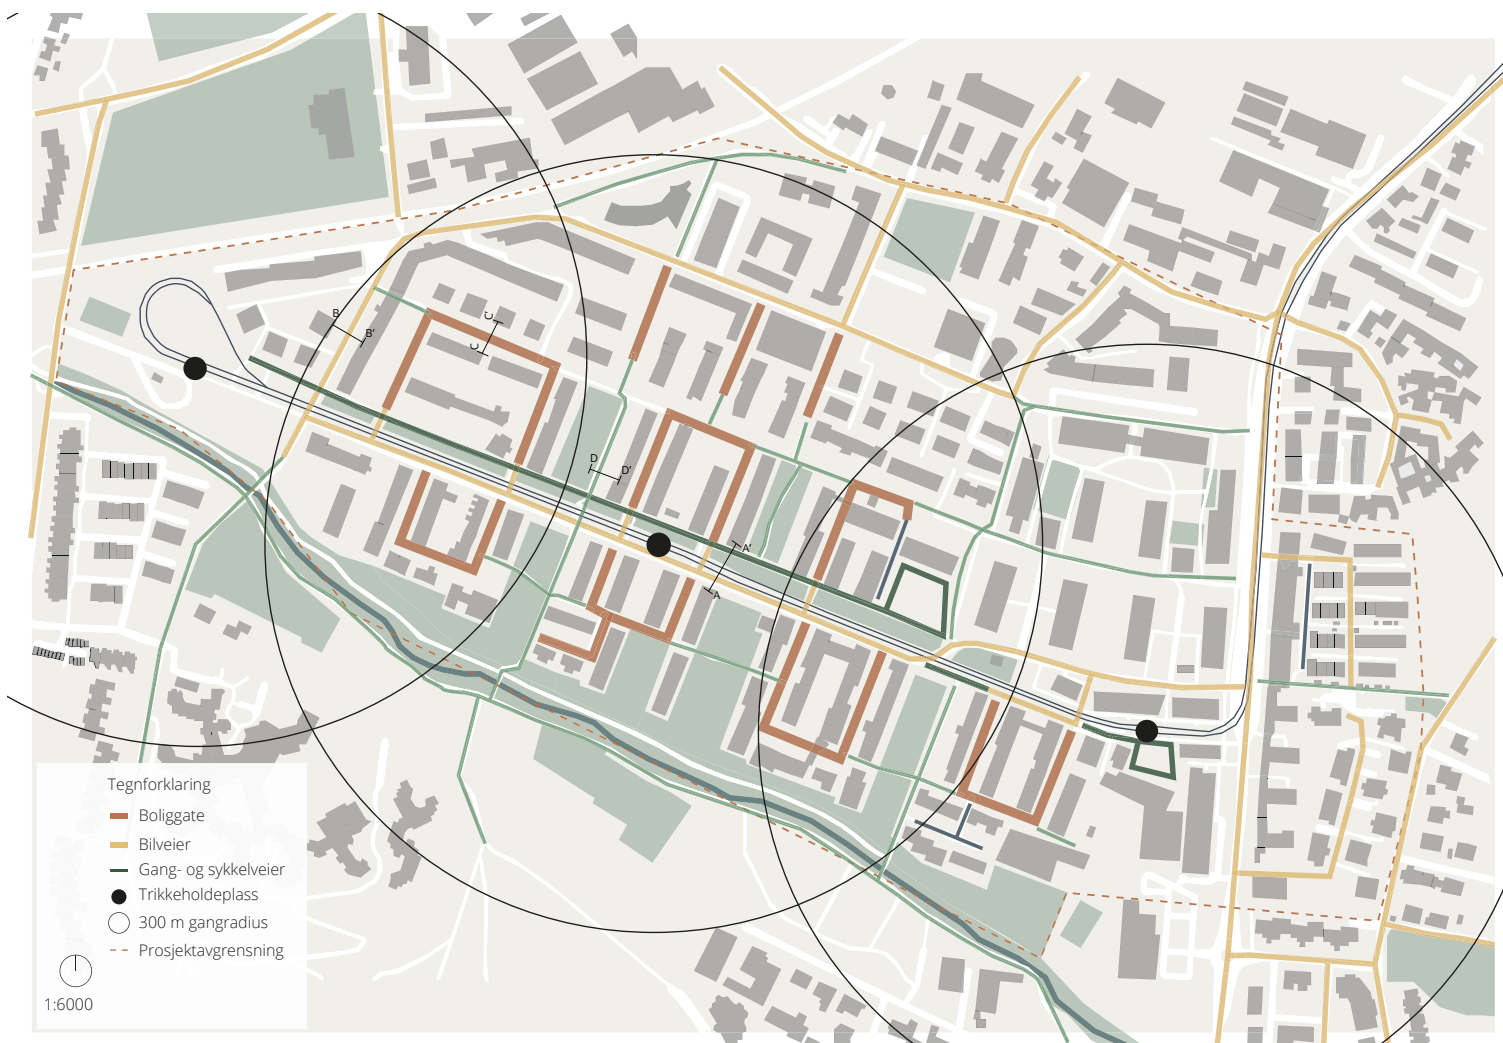 B
B'
C'
C
D
D'
A'
A
Tegnforklaring
Boliggate
Bilveier
Gang- og sykkelveier
Trikkeholdeplass
300 m gangradius
Prosjektavgrensning
1:6000